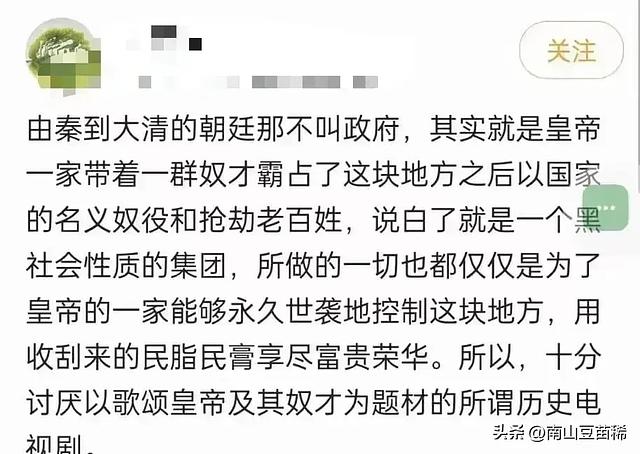 关注
由秦到大清的朝廷那不叫政府，其实就是皇帝
一家带着一群奴才霸占了这块地方之后以国家
的名义奴役和抢劫老百姓，说白了就是一个黑
社会性质的集团，所做的一切也都仅仅是为了
皇帝的一家能够永久世袭地控制这块地方，用
收刮来的民脂民膏享尽富贵荣华。所以，十分
讨厌以歌颂皇帝及其奴才为题材的所谓历史电
视剧。
头条 @南山豆苗稀